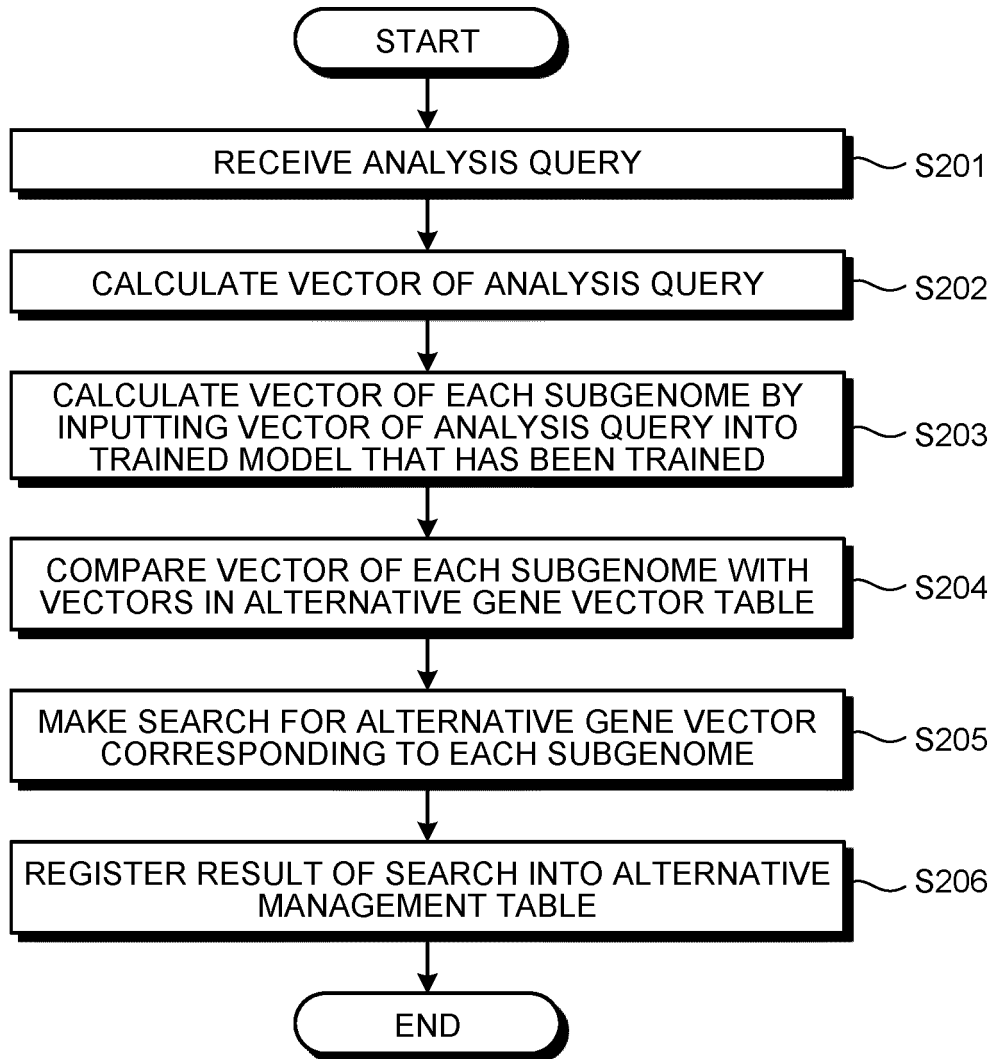 START
RECEIVE ANALYSIS QUERY
S201
CALCULATE VECTOR OF ANALYSIS QUERY
S202
CALCULATE VECTOR OF EACH SUBGENOME BY
INPUTTING VECTOR OF ANALYSIS QUERY INTO
TRAINED MODEL THAT HAS BEEN TRAINED
S203
COMPARE VECTOR OF EACH SUBGENOME WITH
VECTORS IN ALTERNATIVE GENE VECTOR TABLE
S204
MAKE SEARCH FOR ALTERNATIVE GENE VECTOR
CORRESPONDING TO EACH SUBGENOME
S205
REGISTER RESULT OF SEARCH INTO ALTERNATIVE
MANAGEMENT TABLE
S206
END